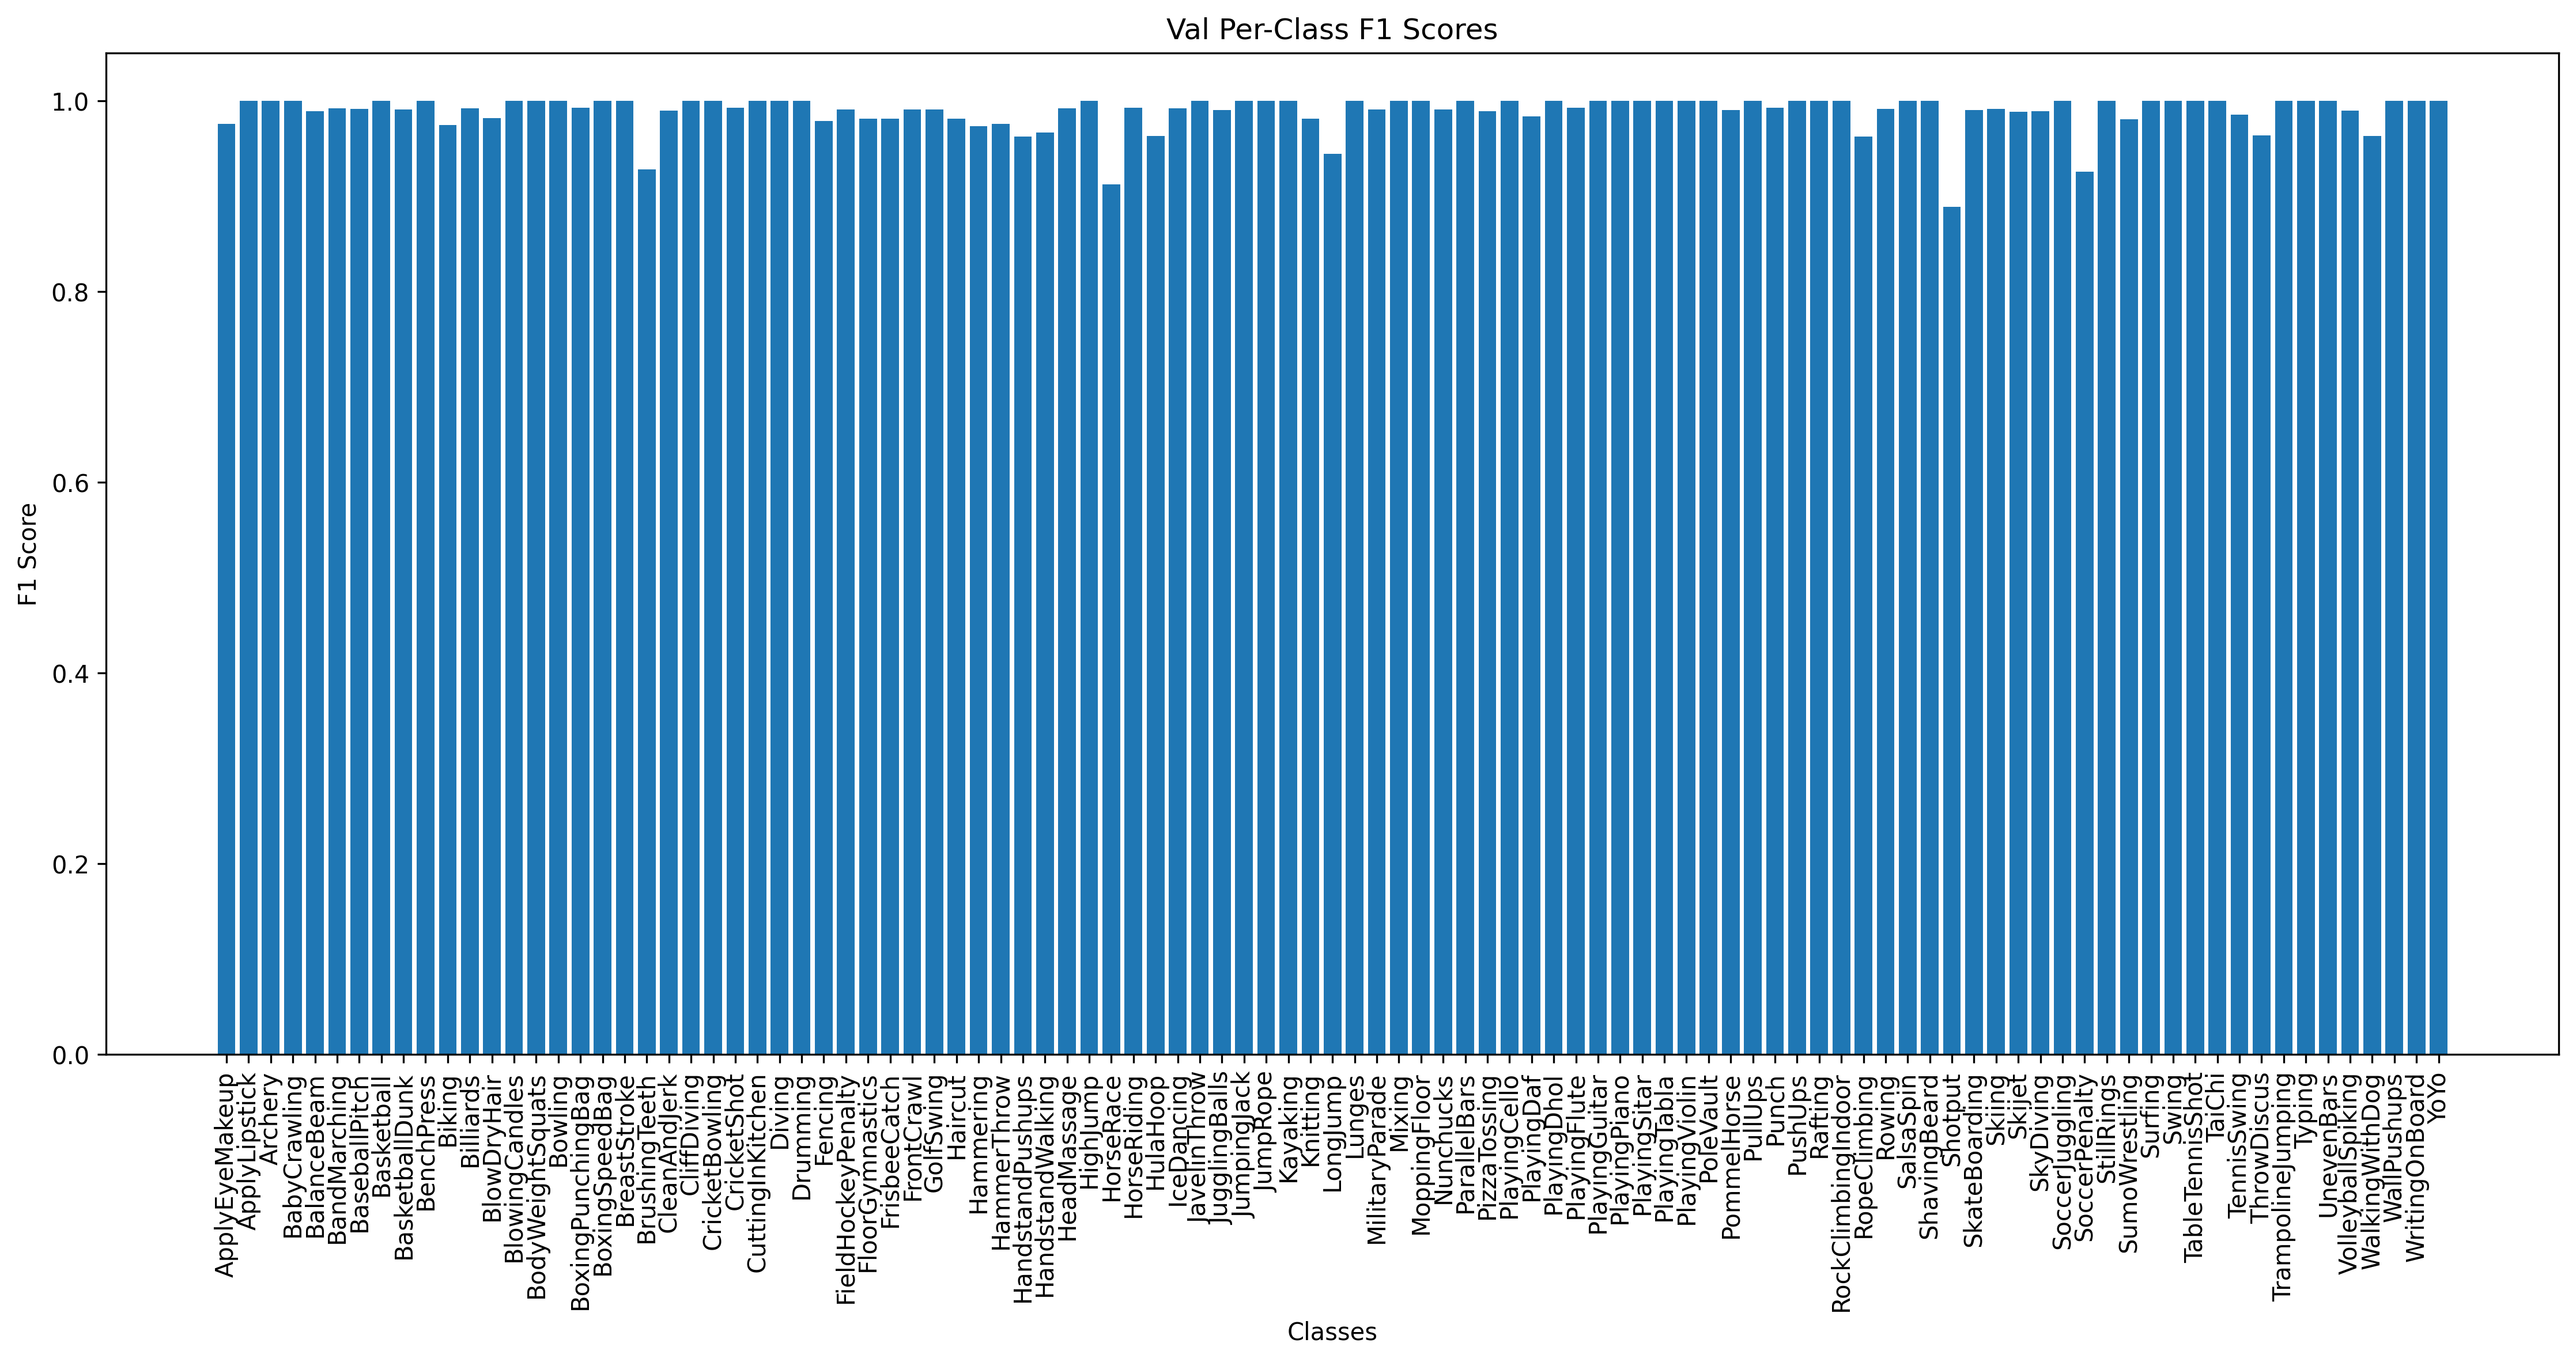 Val Per-Class F1 Scores
F1 Score
1.0
0.8
0.6
0.4
0.2
0.0
ApplyEyeMakeup
ApplyLipstick
Archery
BabyCrawling
BalanceBeam
BandMarching
BaseballPitch
Basketball
BasketballDunk
BenchPress
Biking
Billiards
BlowDryHair
BlowingCandles
BodyWeightSquats
Bowling
BoxingPunchingBag
BoxingSpeedBag
BreastStroke
BrushingTeeth
CleanAndJerk
CliffDiving
CricketBowling
CricketShot
CuttingInKitchen
Diving
Drumming
Fencing
FieldHockeyPenalty
FloorGymnastics
FrisbeeCatch
FrontCrawl
GolfSwing
Haircut
Hammering
HammerThrow
HandstandPushups
HandstandWalking
HeadMassage
HighJump
HorseRace
HorseRiding
HulaHoop
IceDancing
JavelinThrow
JugglingBalls
JumpingJack
JumpRope
Kayaking
Knitting
LongJump
Lunges
MilitaryParade
Mixing
MoppingFloor
Nunchucks
ParallelBars
PizzaTossing
PlayingCello
PlayingDaf
PlayingDhol
PlayingFlute
PlayingGuitar
PlayingPiano
PlayingSitar
PlayingTabla
PlayingViolin
PoleVault
PommelHorse
PullUps
Punch
PushUps
Rafting
RockClimbingIndoor
RopeClimbing
Rowing
SalsaSpin
ShavingBeard
Shotput
SkateBoarding
Skiing
Skijet
SkyDiving
SoccerJuggling
SoccerPenalty
StillRings
SumoWrestling
Surfing
Swing
TableTennisShot
TaiChi
TennisSwing
ThrowDiscus
TrampolineJumping
Typing
UnevenBars
VolleyballSpiking
WalkingWithDog
WallPushups
WritingOnBoard
YoYo
Classes